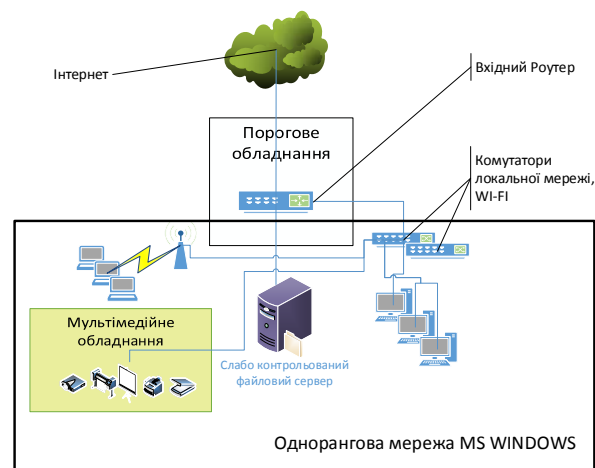 Інтернет
Вхідний Роутер
Порогове
обладнання
Комутатори
локальної мережі,
WI-FI
Мультимедійне
обладнання
Слабо контрольований
файловий сервер
Однорангова мережа MS WINDOWS